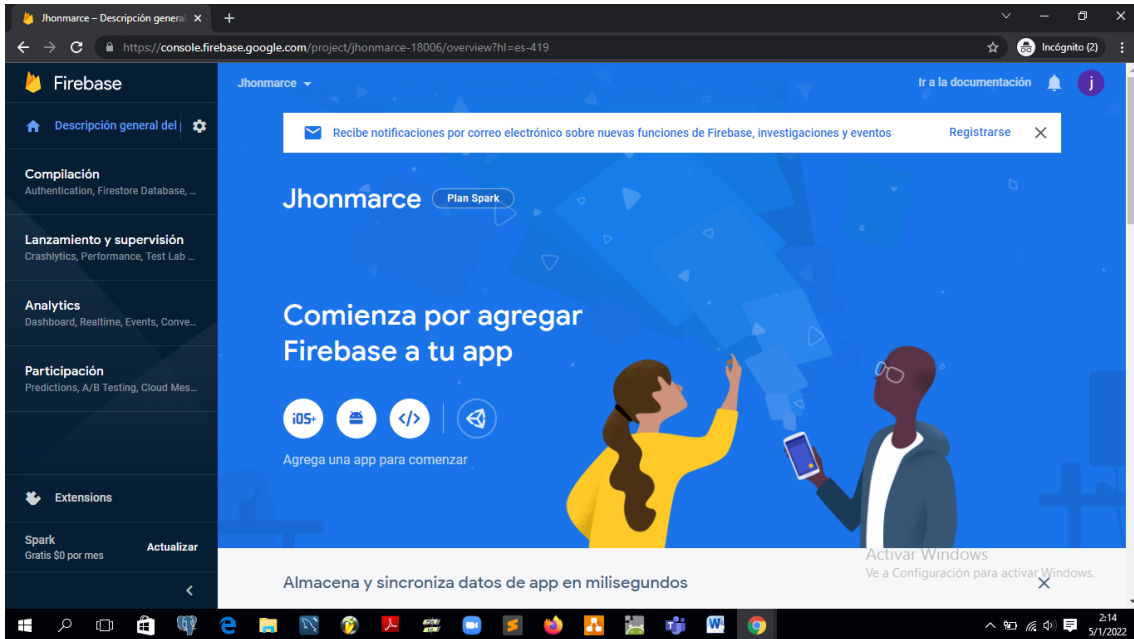 Jhonmarce – Descripción general
https://console.firebase.google.com/project/jhonmarce-18006/overview?hl=es-419
Incógnito (2)
Firebase
Jhonmarce
Ir a la documentación
j
Descripción general del
Recibe notificaciones por correo electrónico sobre nuevas funciones de Firebase, investigaciones y eventos
Registrarse
Compilación
Authentication, Firestore Database, ...
Jhonmarce
Plan Spark
Lanzamiento y supervisión
Crashlytics, Performance, Test Lab ...
Analytics
Dashboard, Realtime, Events, Conve...
Comienza por agregar
Firebase a tu app
Participación
Predictions, A/B Testing, Cloud Mes...
iOS+
</>
Agrega una app para comenzar
Extensions
Spark
Gratis $0 por mes
Actualizar
Almacena y sincroniza datos de app en milisegundos
Activar Windows
Ve a Configuración para activar Windows.
2:14
5/1/2022